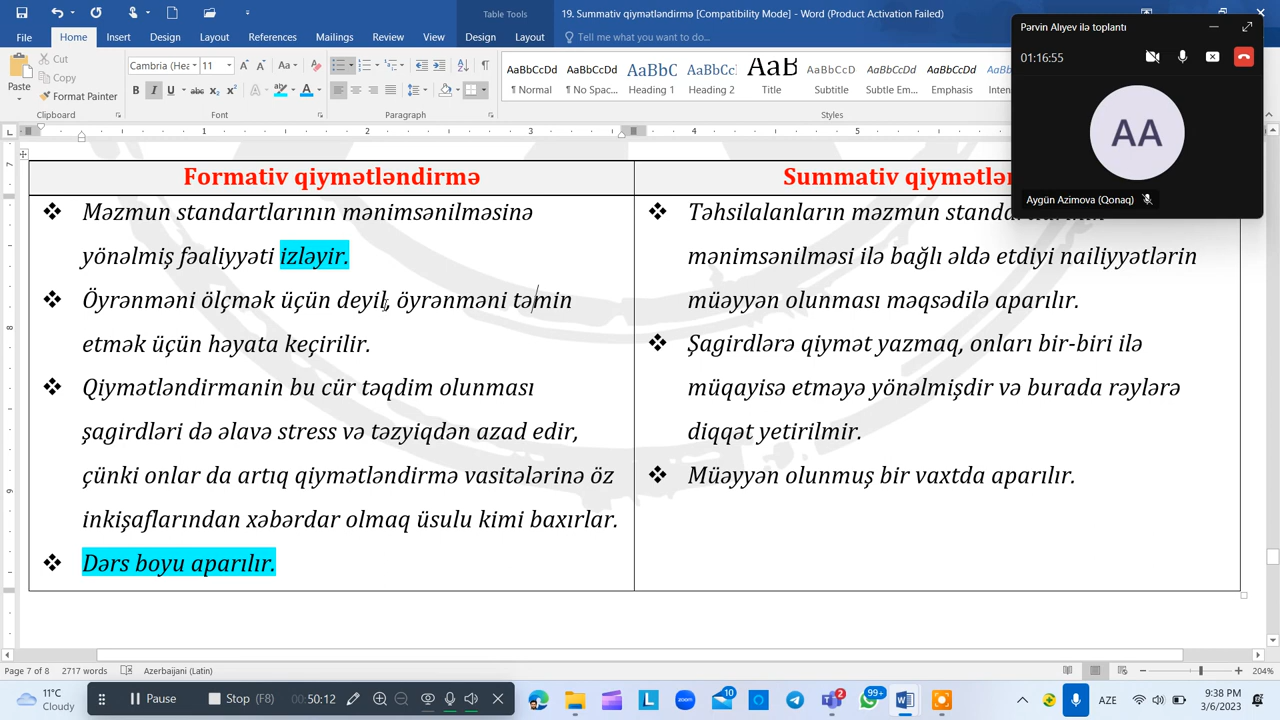 Table Tools
19. Summativ qiymətləndirmə [Compatibility Mode] - Word (Product Activation Failed)
File Home Insert Design Layout References Mailings Review View Design Layout Tell me what you want to do...
Paste
Cut
Copy
Format Painter
Clipboard
Cambria (Hea 11
Font
Paragraph
AaBbCcDd AaBbCcDd AaBbC AaBbCc AaB AaBbCcD AaBbCcDd AaBbCcDd AaBb
¶ Normal ¶ No Spac... Heading 1 Heading 2 Title Subtitle Subtle Em... Emphasis Inten
Styles
Pərvin Alıyev ilə toplantı
01:16:55
AA
Aygün Azimova (Qonaq)
Formativ qiymətləndirmə
❖ Məzmun standartlarının mənimsənilməsinə
yönəlmiş fəaliyyəti izləyir.
❖ Öyrənməni ölçmək üçün deyil, öyrənməni təmin
etmək üçün həyata keçirilir.
❖ Qiymətləndirmanin bu cür təqdim olunması
şagirdləri də əlavə stress və təzyiqdən azad edir,
çünki onlar da artıq qiymətləndirmə vasitələrinə öz
inkişaflarından xəbərdar olmaq üsulu kimi baxırlar.
❖ Dərs boyu aparılır.
Summativ
❖ Təhsilalanların məzmun
mənimsənilməsi ilə bağlı əldə etdiyi nailiyyətlərin
müəyyən olunması məqsədilə aparılır.
❖ Şagirdlərə qiymət yazmaq, onları bir-biri ilə
müqayisə etməyə yönəlmişdir və burada rəylərə
diqqət yetirilmir.
❖ Müəyyən olunmuş bir vaxtda aparılır.
Page 7 of 8 2717 words Azerbaijani (Latin) 204%
11°C
Cloudy
Pause Stop (F8) 00:50:12
10
2
99+
AZE
9:38 PM
3/6/2023